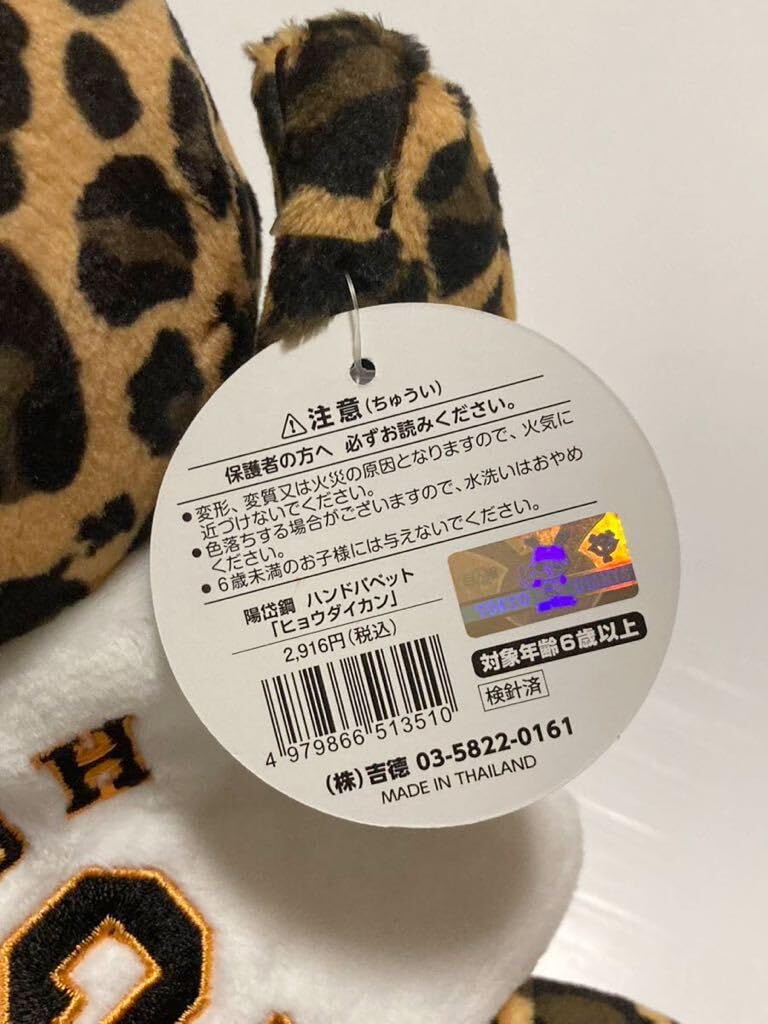 ⚠注意(ちゅうい)
保護者の方へ 必ずお読みください。
●変形、変質又は火災の原因となりますので、火気に
近づけないでください。
●色落ちする場合がございますので、水洗いはおやめ
ください。
●6歳未満のお子様には与えないでください。
陽岱鋼 ハンドパペット
「ヒョウダイカン」
2,916円(税込)
4 979866 513510
対象年齢6歳以上
検針済
(株)吉徳 03-5822-0161
MADE IN THAILAND
H
2